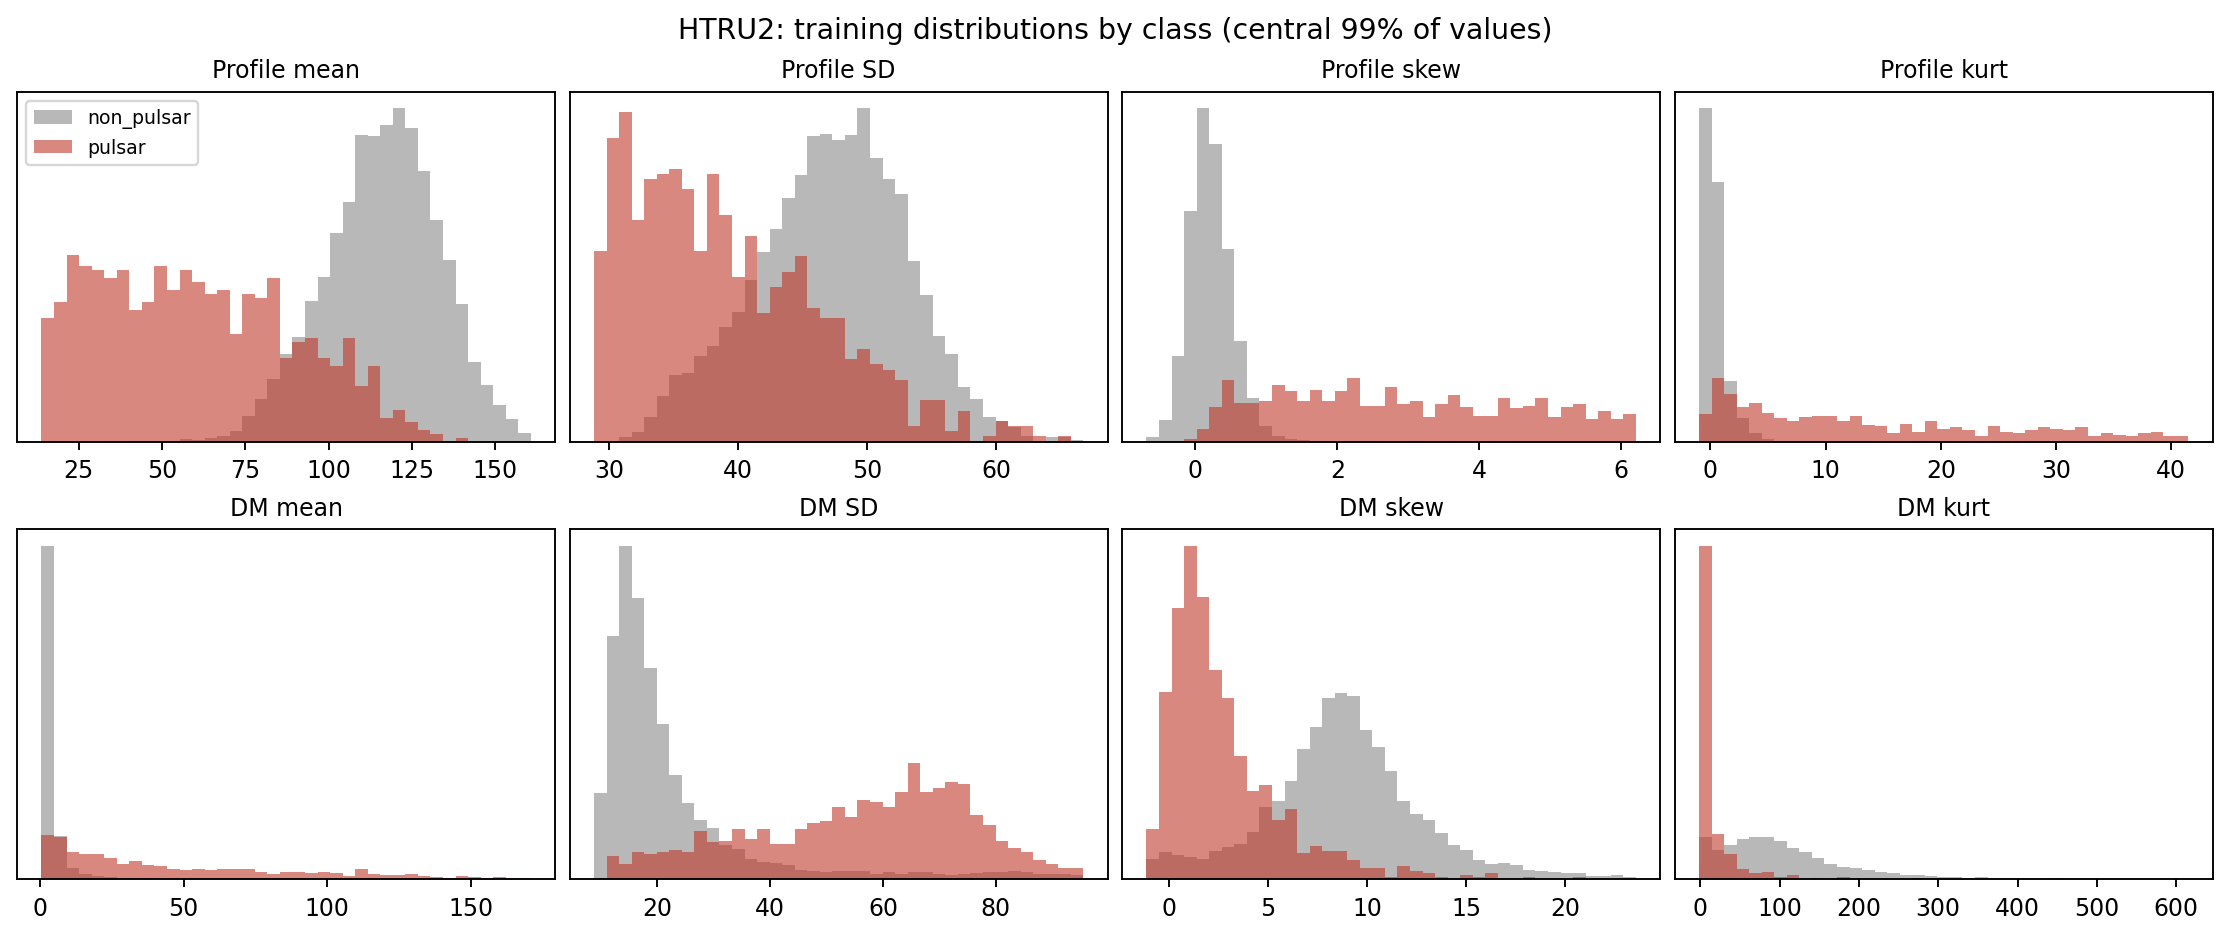 HTRU2: training distributions by class (central 99% of values)
Profile mean
Profile SD
Profile skew
Profile kurt
non_pulsar
pulsar
25 50 75 100 125 150
30 40 50 60
0 2 4 6
0 10 20 30 40
DM mean
DM SD
DM skew
DM kurt
0 50 100 150
20 40 60 80
0 5 10 15 20
0 100 200 300 400 500 600